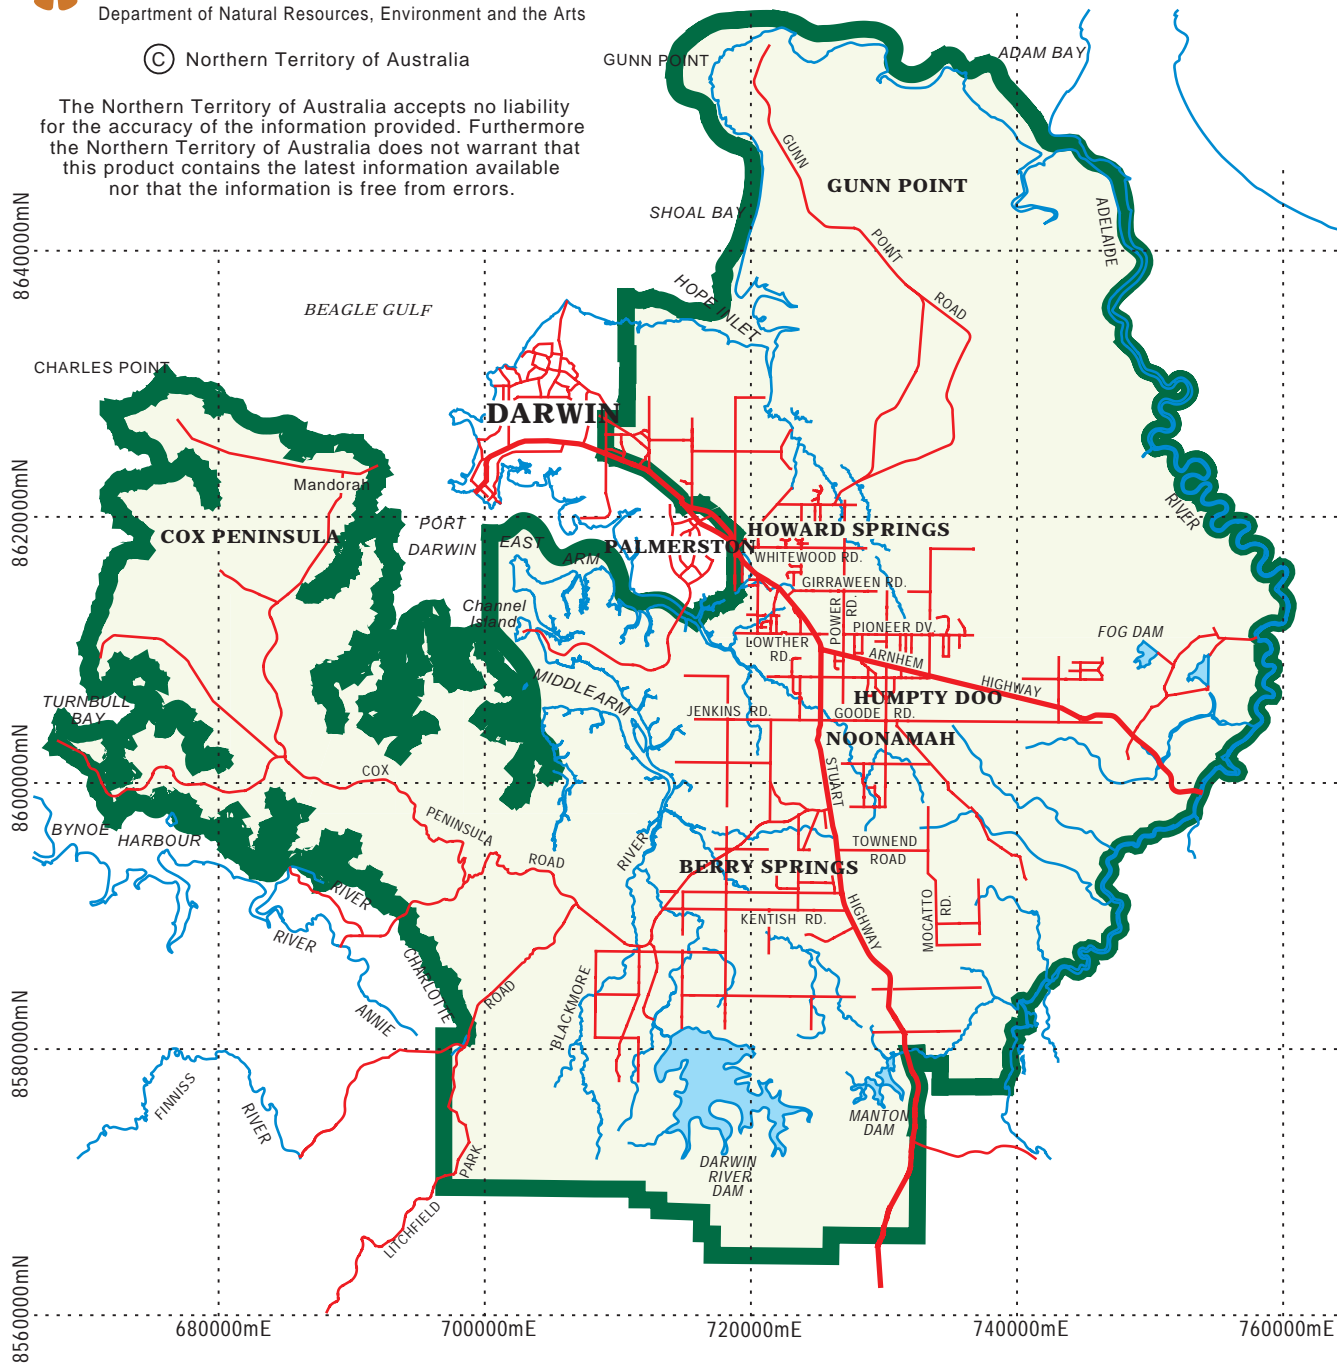 Department of Natural Resources, Environment and the Arts
C Northern Territory of Australia
The Northern Territory of Australia accepts no liability
for the accuracy of the information provided. Furthermore
the Northern Territory of Australia does not warrant that
this product contains the latest information available
nor that the information is free from errors.
GUNN POINT
ADAM BAY
GUNN
POINT
ROAD
GUNN POINT
SHOAL BAY
ADELAIDE
RIVER
8640000mN
HOPE INLET
BEAGLE GULF
CHARLES POINT
DARWIN
Mandorah
8620000mN
COX PENINSULA
PORT
DARWIN
EAST
ARM
PALMERSTON
HOWARD SPRINGS
WHITEWOOD RD.
GIRRAWEEN RD.
POWER
RD.
PIONEER DV.
LOWTHER
RD.
ARNHEM
HIGHWAY
FOG DAM
Channel
Island
MIDDLE ARM
HUMPTY DOO
TURNBULL
BAY
JENKINS RD.
GOODE RD.
NOONAMAH
STUART
HIGHWAY
8600000mN
COX
PENINSULA
ROAD
BYNOE
HARBOUR
RIVER
TOWNEND
ROAD
BERRY SPRINGS
KENTISH RD.
MOCATTO
RD.
RIVER
CHARLOTTE
RIVER
ANNIE
BLACKMORE
ROAD
PARK
LITCHFIELD
8580000mN
FINNISS
RIVER
MANTON
DAM
DARWIN
RIVER
DAM
8560000mN
680000mE
700000mE
720000mE
740000mE
760000mE